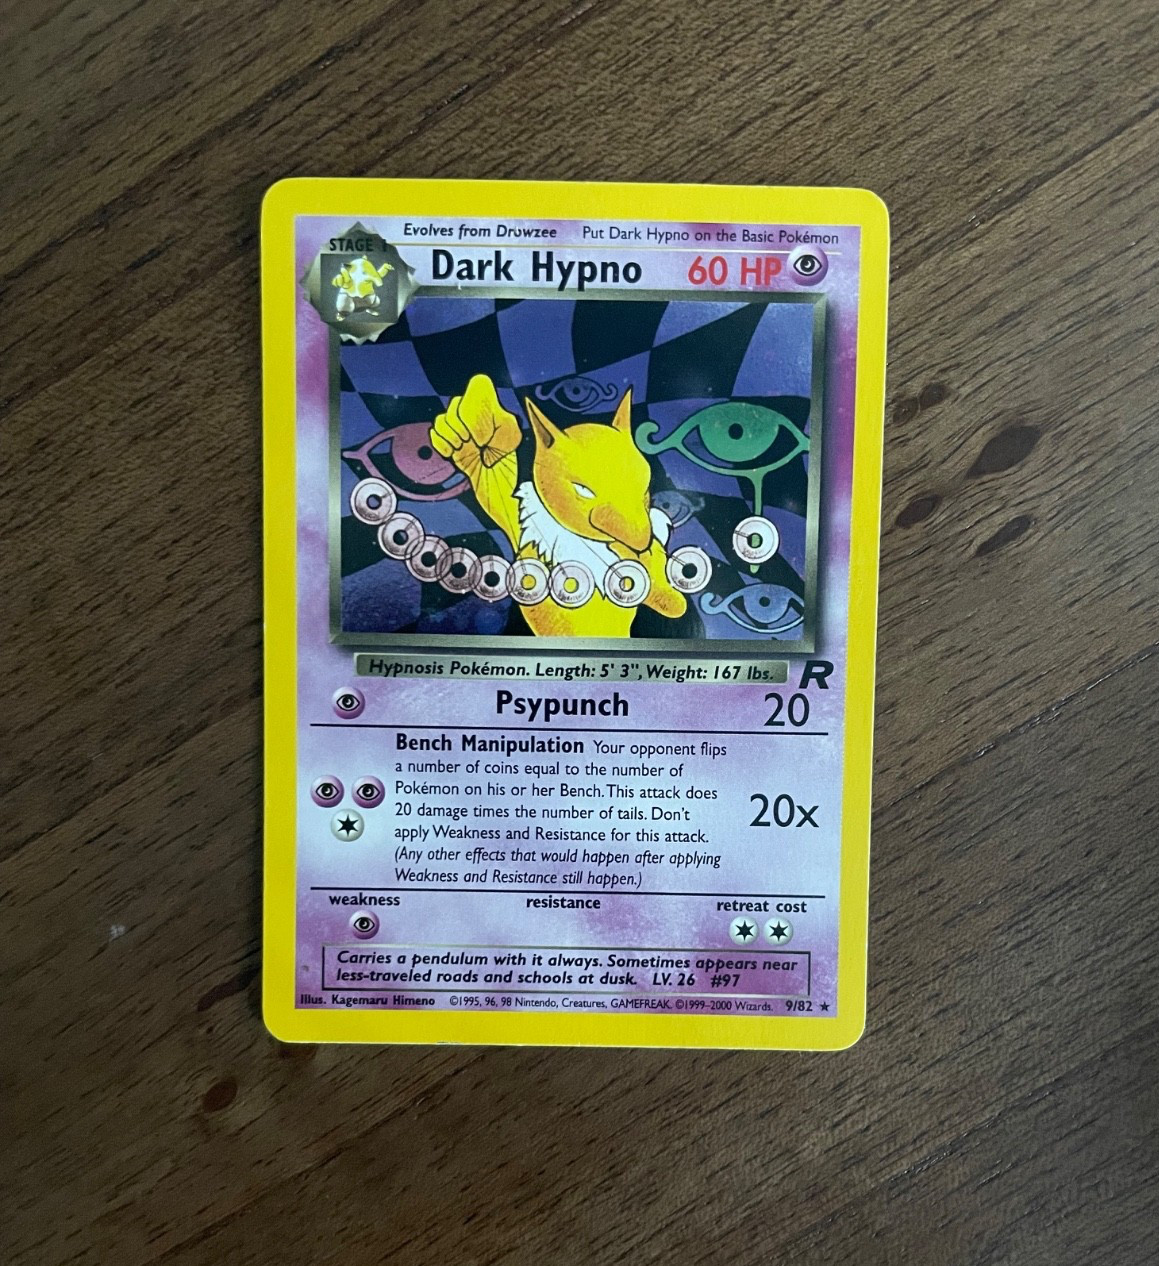 Evolves from Drowzee Put Dark Hypno on the Basic Pokémon
STAGE 1
Dark Hypno 60 HP
Hypnosis Pokémon. Length: 5' 3", Weight: 167 lbs.
R
Psypunch 20
Bench Manipulation Your opponent flips
a number of coins equal to the number of
Pokémon on his or her Bench. This attack does
20 damage times the number of tails. Don't
apply Weakness and Resistance for this attack.
(Any other effects that would happen after applying
Weakness and Resistance still happen.)
20x
weakness resistance retreat cost
Carries a pendulum with it always. Sometimes appears near
less-traveled roads and schools at dusk. LV. 26 #97
Illus. Kagemaru Himeno ©1995, 96, 98 Nintendo, Creatures, GAMEFREAK. ©1999-2000 Wizards. 9/82 ★